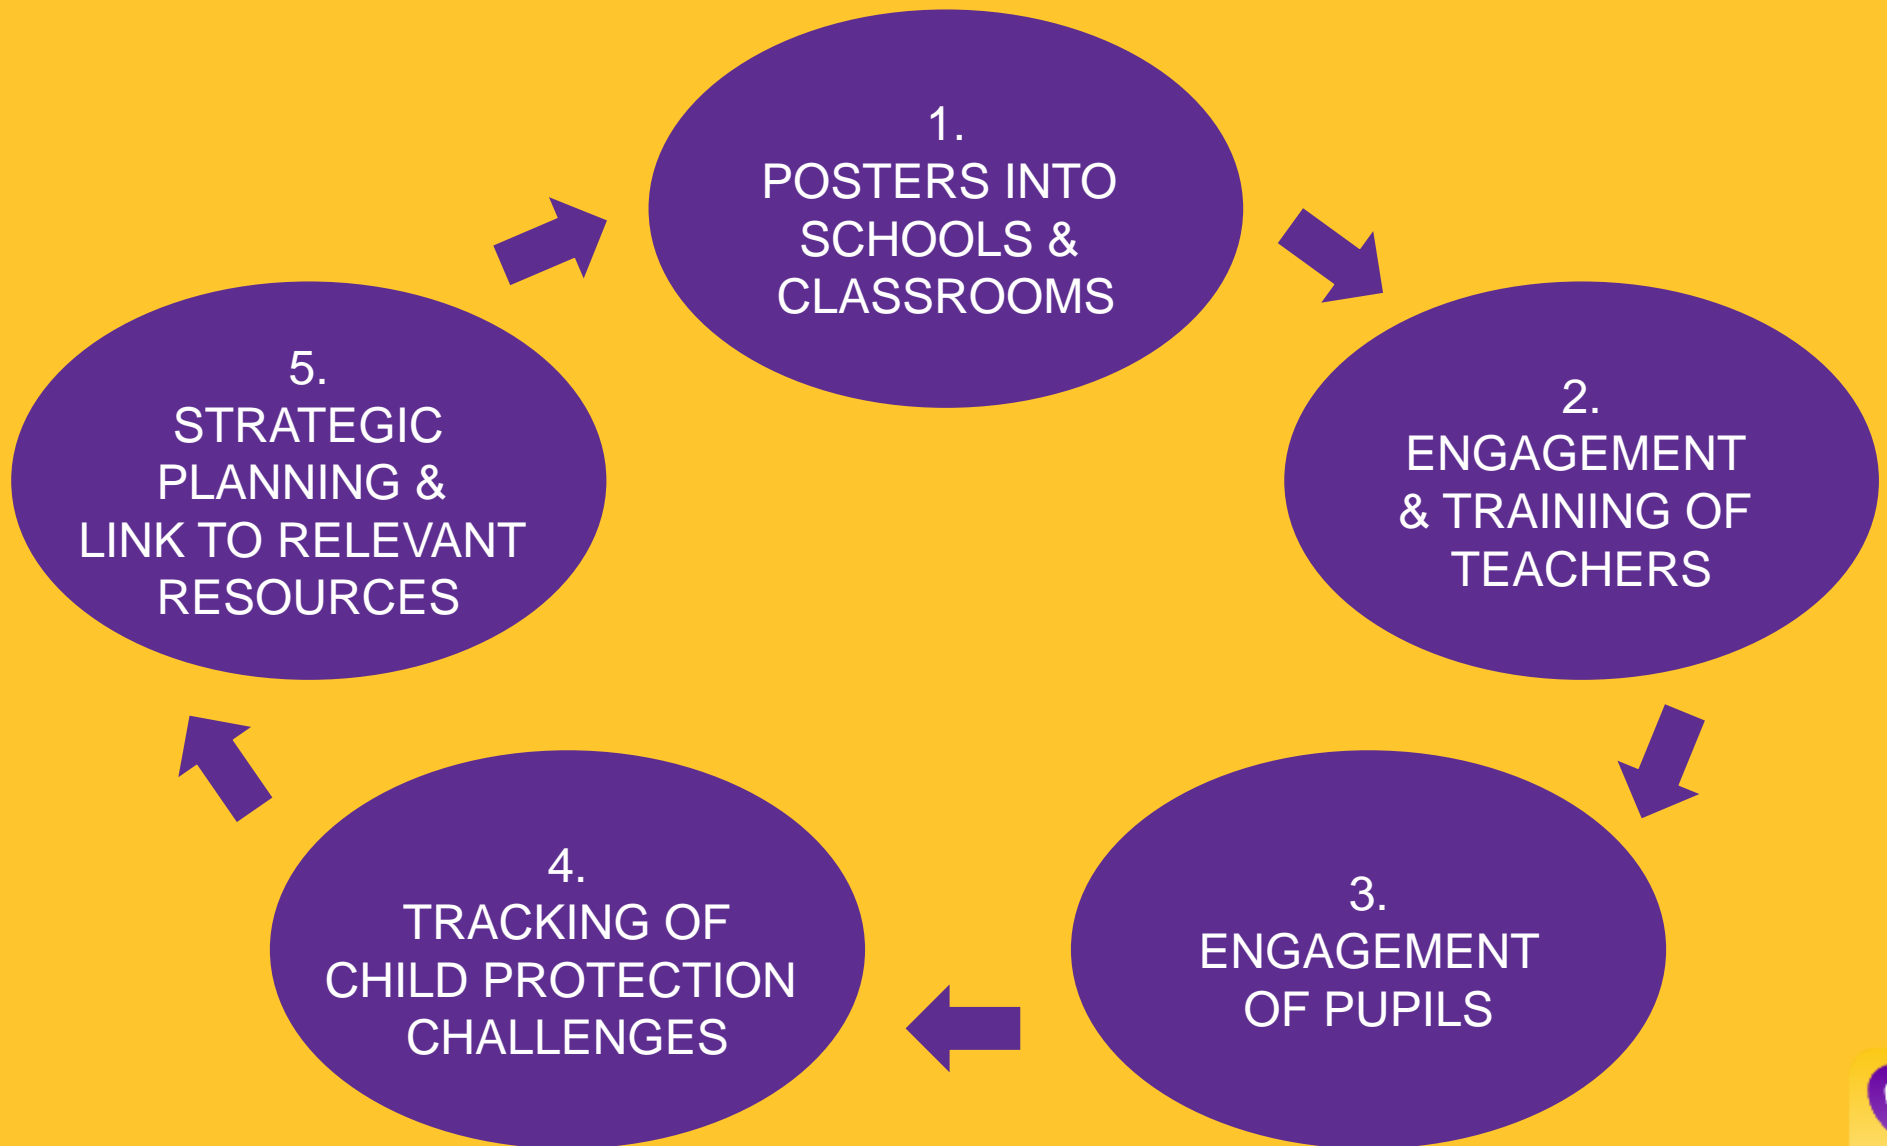 1.
POSTERS INTO
SCHOOLS &
CLASSROOMS
2.
ENGAGEMENT
& TRAINING OF
TEACHERS
3.
ENGAGEMENT
OF PUPILS
4.
TRACKING OF
CHILD PROTECTION
CHALLENGES
5.
STRATEGIC
PLANNING &
LINK TO RELEVANT
RESOURCES